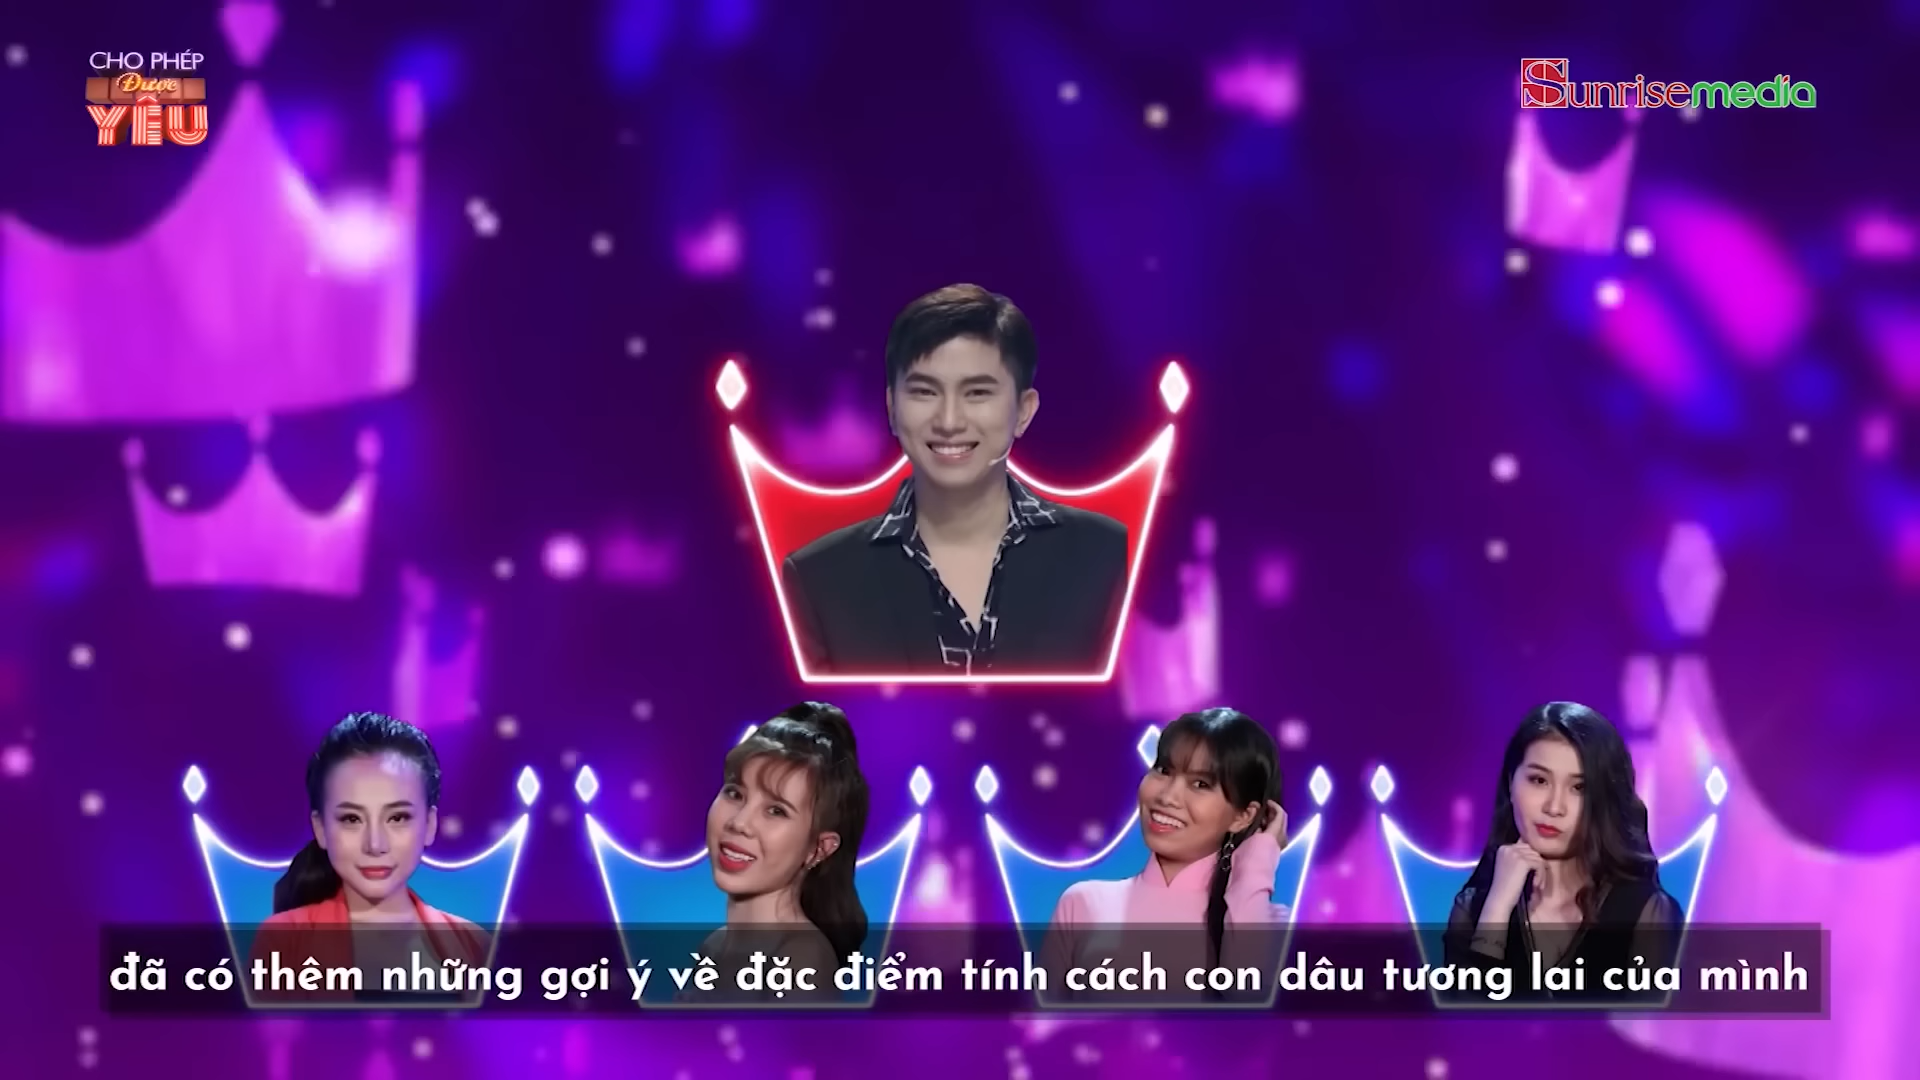 CHO PHÉP
Được
YÊU
Sunrisemedia
đã có thêm những gợi ý về đặc điểm tính cách con dâu tương lai của mình